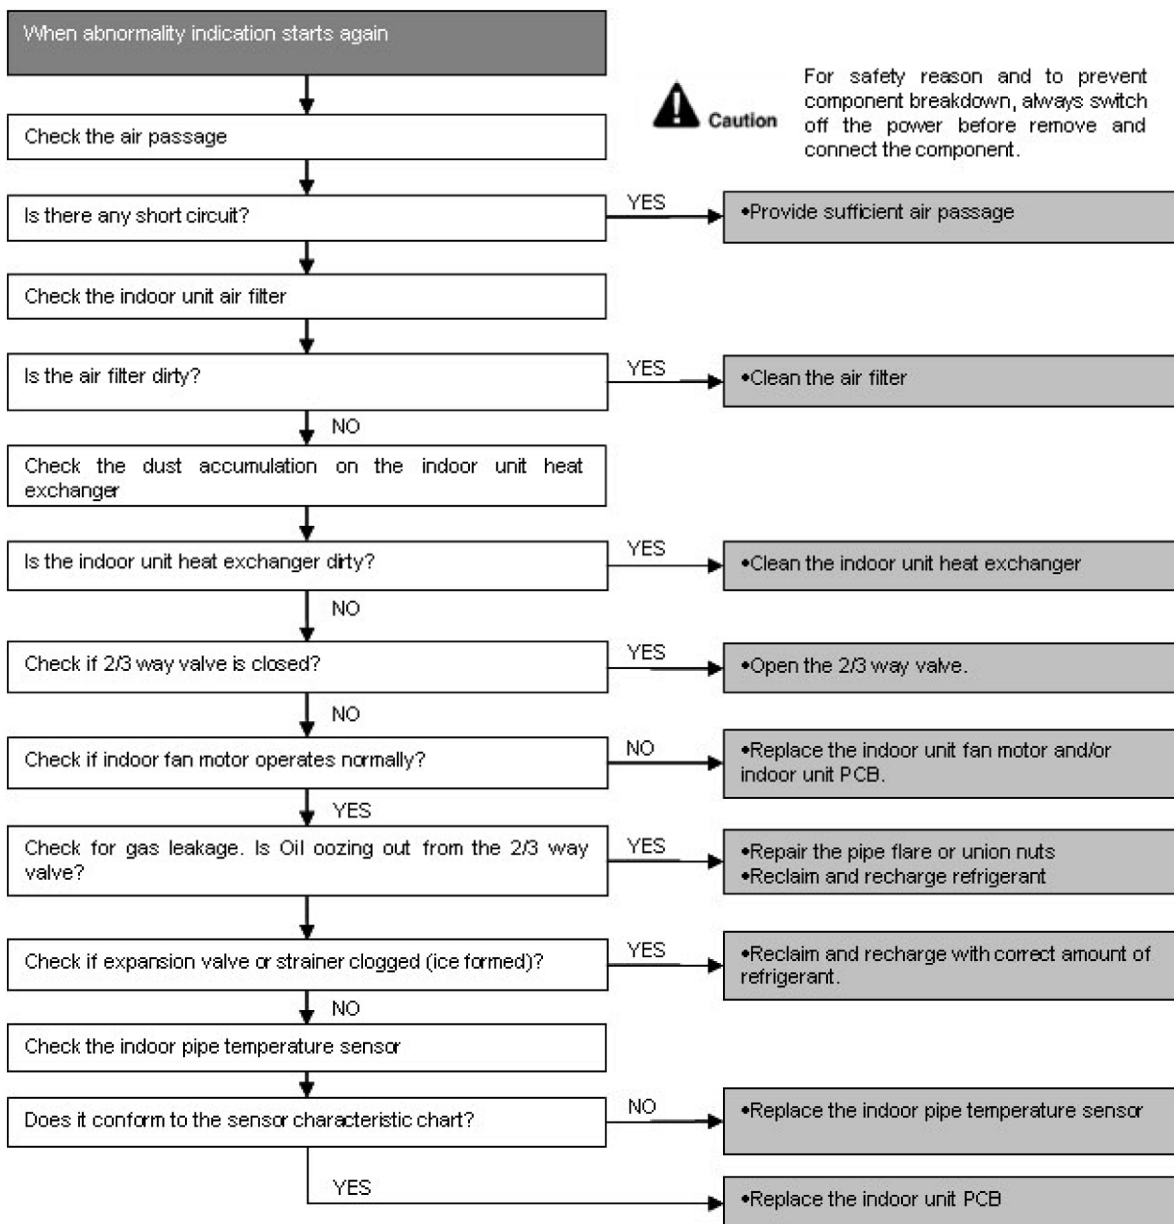 When abnormality indication starts again
For safety reason and to prevent
component breakdown, always switch
off the power before remove and
connect the component.
Caution
Check the air passage
Is there any short circuit?
YES
•Provide sufficient air passage
Check the indoor unit air filter
Is the air filter dirty?
YES
•Clean the air filter
NO
Check the dust accumulation on the indoor unit heat
exchanger
Is the indoor unit heat exchanger dirty?
YES
•Clean the indoor unit heat exchanger
NO
Check if 2/3 way valve is closed?
YES
•Open the 2/3 way valve.
NO
Check if indoor fan motor operates normally?
NO
•Replace the indoor unit fan motor and/or
indoor unit PCB.
YES
Check for gas leakage. Is Oil oozing out from the 2/3 way
valve?
YES
•Repair the pipe flare or union nuts
•Reclaim and recharge refrigerant
Check if expansion valve or strainer clogged (ice formed)?
YES
•Reclaim and recharge with correct amount of
refrigerant.
NO
Check the indoor pipe temperature sensor
Does it conform to the sensor characteristic chart?
NO
•Replace the indoor pipe temperature sensor
YES
•Replace the indoor unit PCB